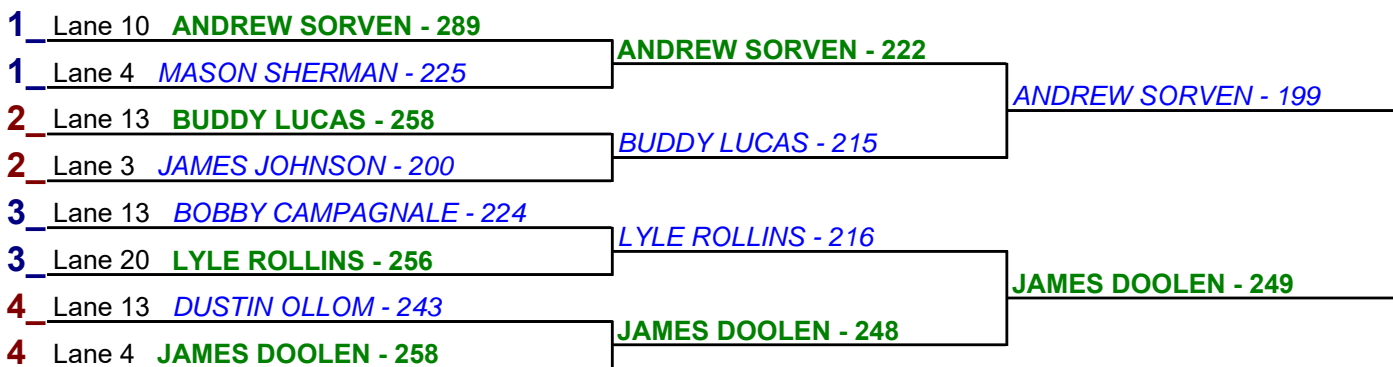 1_ Lane 10 ANDREW SORVEN - 289
ANDREW SORVEN - 222
1_ Lane 4 MASON SHERMAN - 225
ANDREW SORVEN - 199
2_ Lane 13 BUDDY LUCAS - 258
BUDDY LUCAS - 215
2_ Lane 3 JAMES JOHNSON - 200
3_ Lane 13 BOBBY CAMPAGNALE - 224
LYLE ROLLINS - 216
3_ Lane 20 LYLE ROLLINS - 256
JAMES DOOLEN - 249
4_ Lane 13 DUSTIN OLLOM - 243
JAMES DOOLEN - 248
4 Lane 4 JAMES DOOLEN - 258